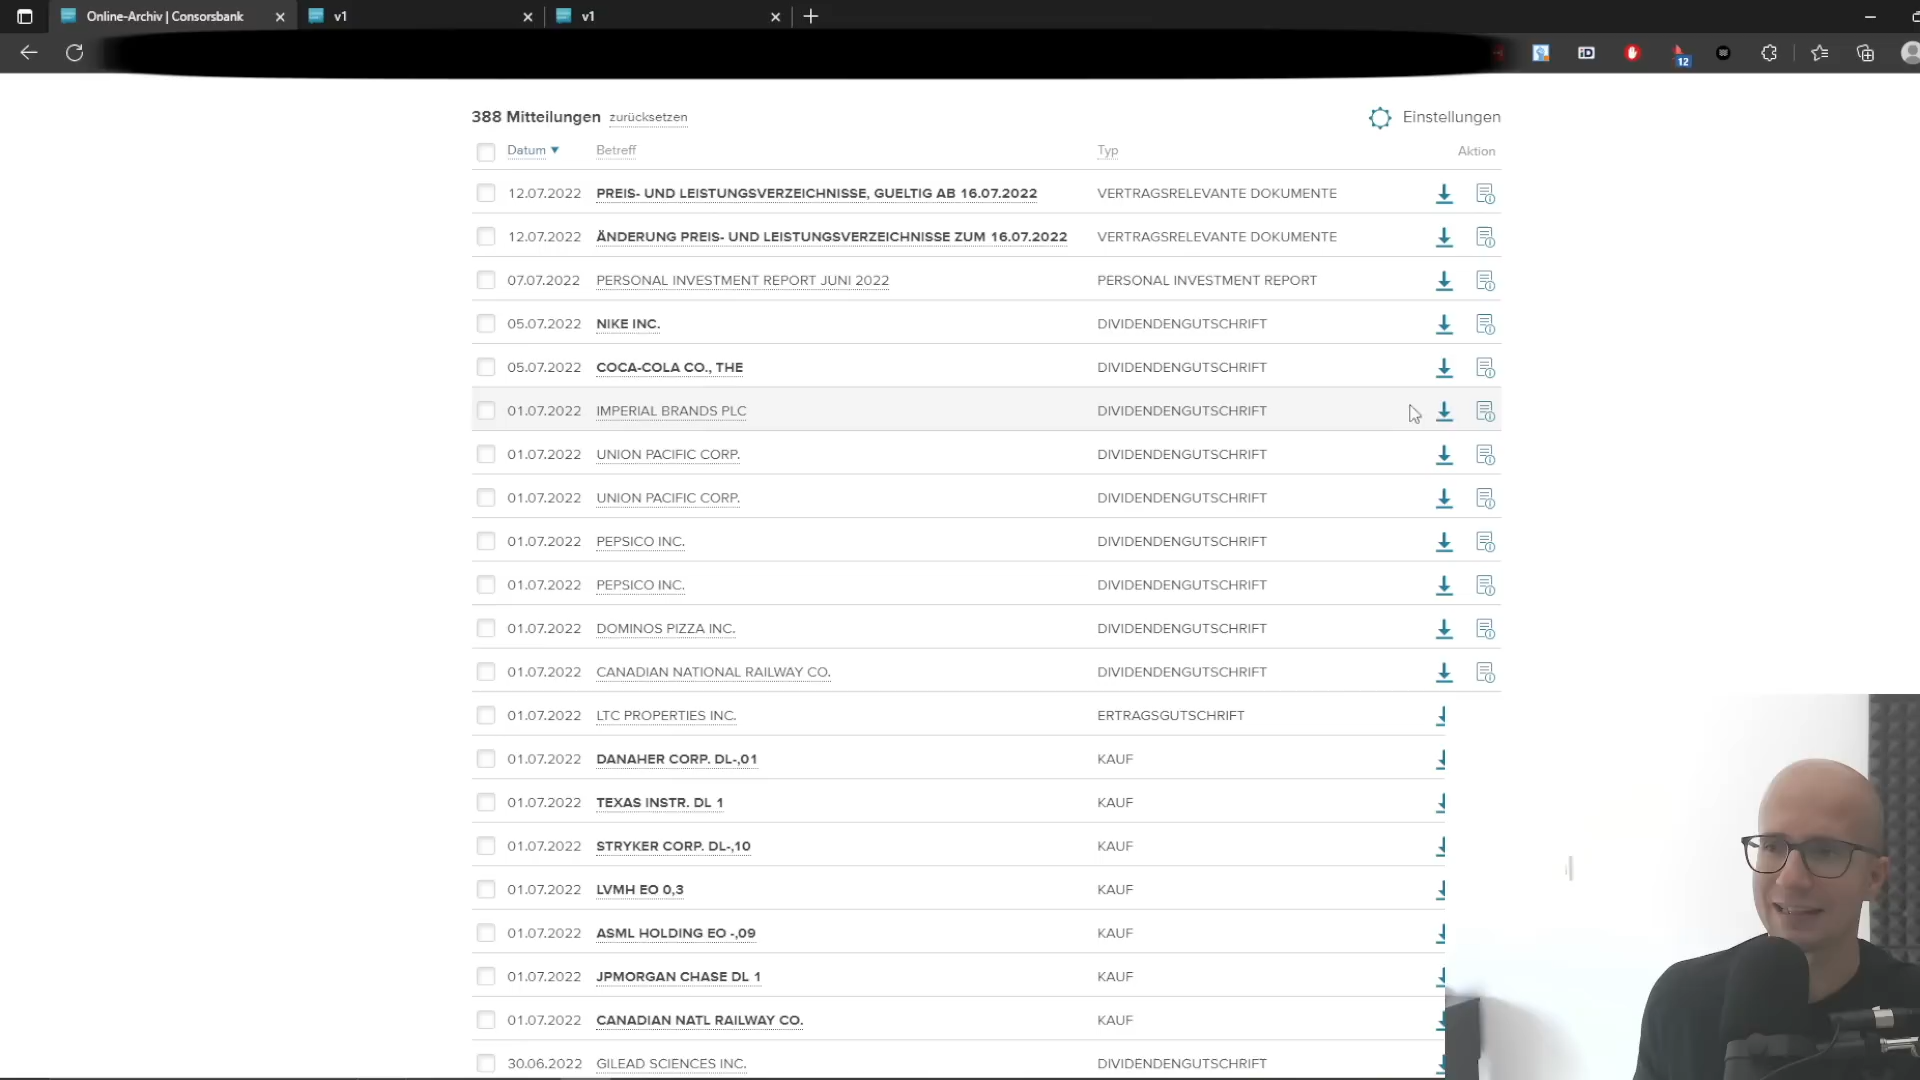 Online-Archiv | Consorsbank
v1
v1
12
388 Mitteilungen zurücksetzen
Einstellungen
Datum Betreff Typ Aktion
12.07.2022 PREIS- UND LEISTUNGSVERZEICHNISSE, GUELTIG AB 16.07.2022 VERTRAGSRELEVANTE DOKUMENTE
12.07.2022 ÄNDERUNG PREIS- UND LEISTUNGSVERZEICHNISSE ZUM 16.07.2022 VERTRAGSRELEVANTE DOKUMENTE
07.07.2022 PERSONAL INVESTMENT REPORT JUNI 2022 PERSONAL INVESTMENT REPORT
05.07.2022 NIKE INC. DIVIDENDENGUTSCHRIFT
05.07.2022 COCA-COLA CO., THE DIVIDENDENGUTSCHRIFT
01.07.2022 IMPERIAL BRANDS PLC DIVIDENDENGUTSCHRIFT
01.07.2022 UNION PACIFIC CORP. DIVIDENDENGUTSCHRIFT
01.07.2022 UNION PACIFIC CORP. DIVIDENDENGUTSCHRIFT
01.07.2022 PEPSICO INC. DIVIDENDENGUTSCHRIFT
01.07.2022 PEPSICO INC. DIVIDENDENGUTSCHRIFT
01.07.2022 DOMINOS PIZZA INC. DIVIDENDENGUTSCHRIFT
01.07.2022 CANADIAN NATIONAL RAILWAY CO. DIVIDENDENGUTSCHRIFT
01.07.2022 LTC PROPERTIES INC. ERTRAGSGUTSCHRIFT
01.07.2022 DANAHER CORP. DL-,01 KAUF
01.07.2022 TEXAS INSTR. DL 1 KAUF
01.07.2022 STRYKER CORP. DL-,10 KAUF
01.07.2022 LVMH EO 0,3 KAUF
01.07.2022 ASML HOLDING EO -,09 KAUF
01.07.2022 JPMORGAN CHASE DL 1 KAUF
01.07.2022 CANADIAN NATL RAILWAY CO. KAUF
30.06.2022 GILEAD SCIENCES INC. DIVIDENDENGUTSCHRIFT